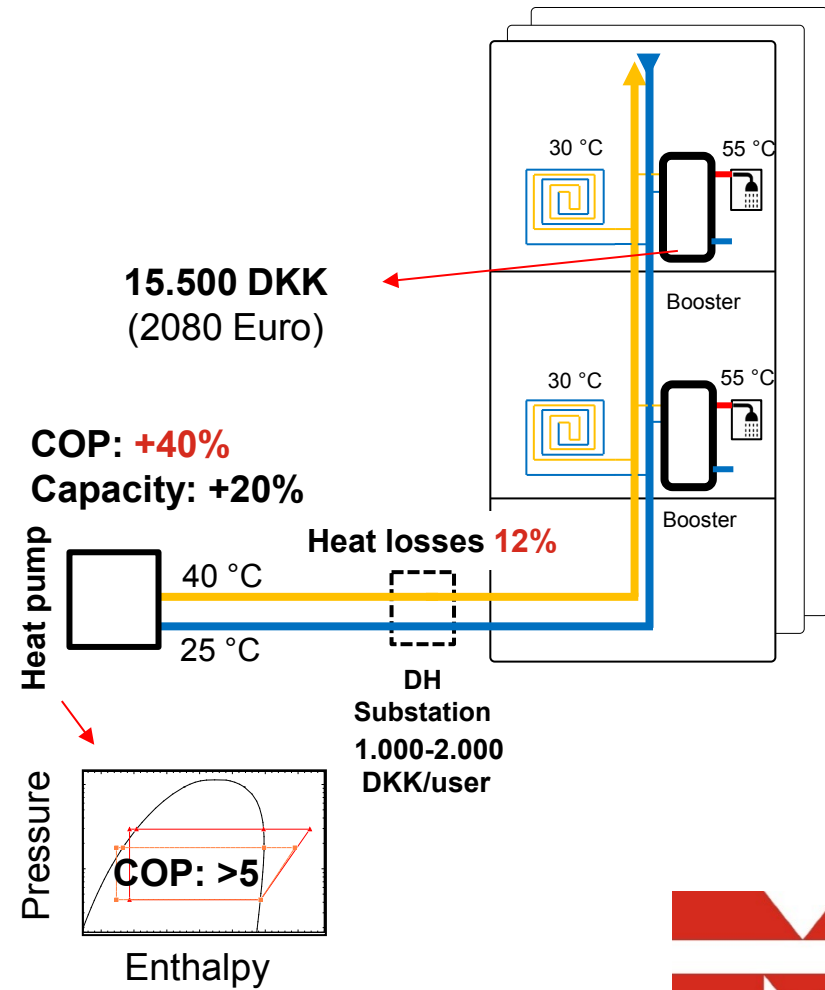 30 °C
55 °C
15.500 DKK
(2080 Euro)
Booster
30 °C
55 °C
COP: +40%
Capacity: +20%
Booster
Heat losses 12%
Heat pump
40 °C
25 °C
DH
Substation
1.000-2.000
DKK/user
Pressure
COP: >5
Enthalpy